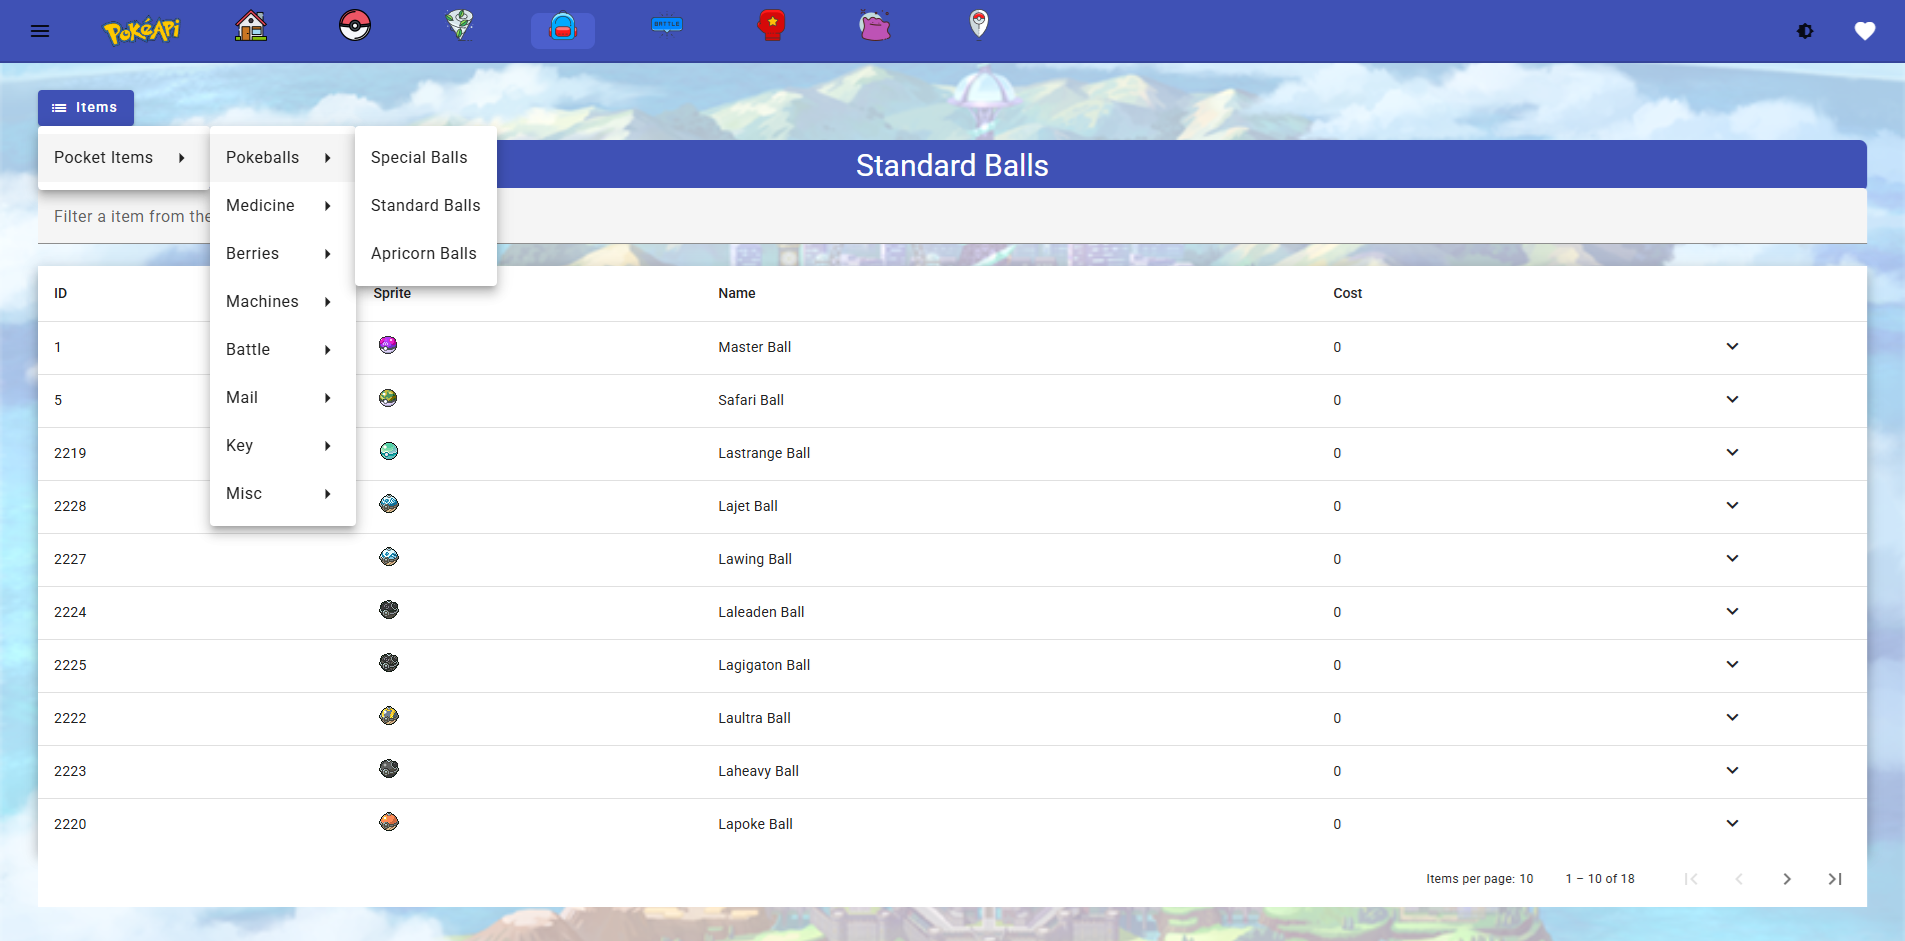 PokéAPi
BATTLE
Items
Pocket Items
Pokeballs
Medicine
Berries
Machines
Battle
Mail
Key
Misc
Special Balls
Standard Balls
Apricorn Balls
Standard Balls
Filter a item from the
ID Sprite Name Cost
1 Master Ball 0
5 Safari Ball 0
2219 Lastrange Ball 0
2228 Lajet Ball 0
2227 Lawing Ball 0
2224 Laleaden Ball 0
2225 Lagigaton Ball 0
2222 Laultra Ball 0
2223 Laheavy Ball 0
2220 Lapoke Ball 0
Items per page: 10 1 – 10 of 18